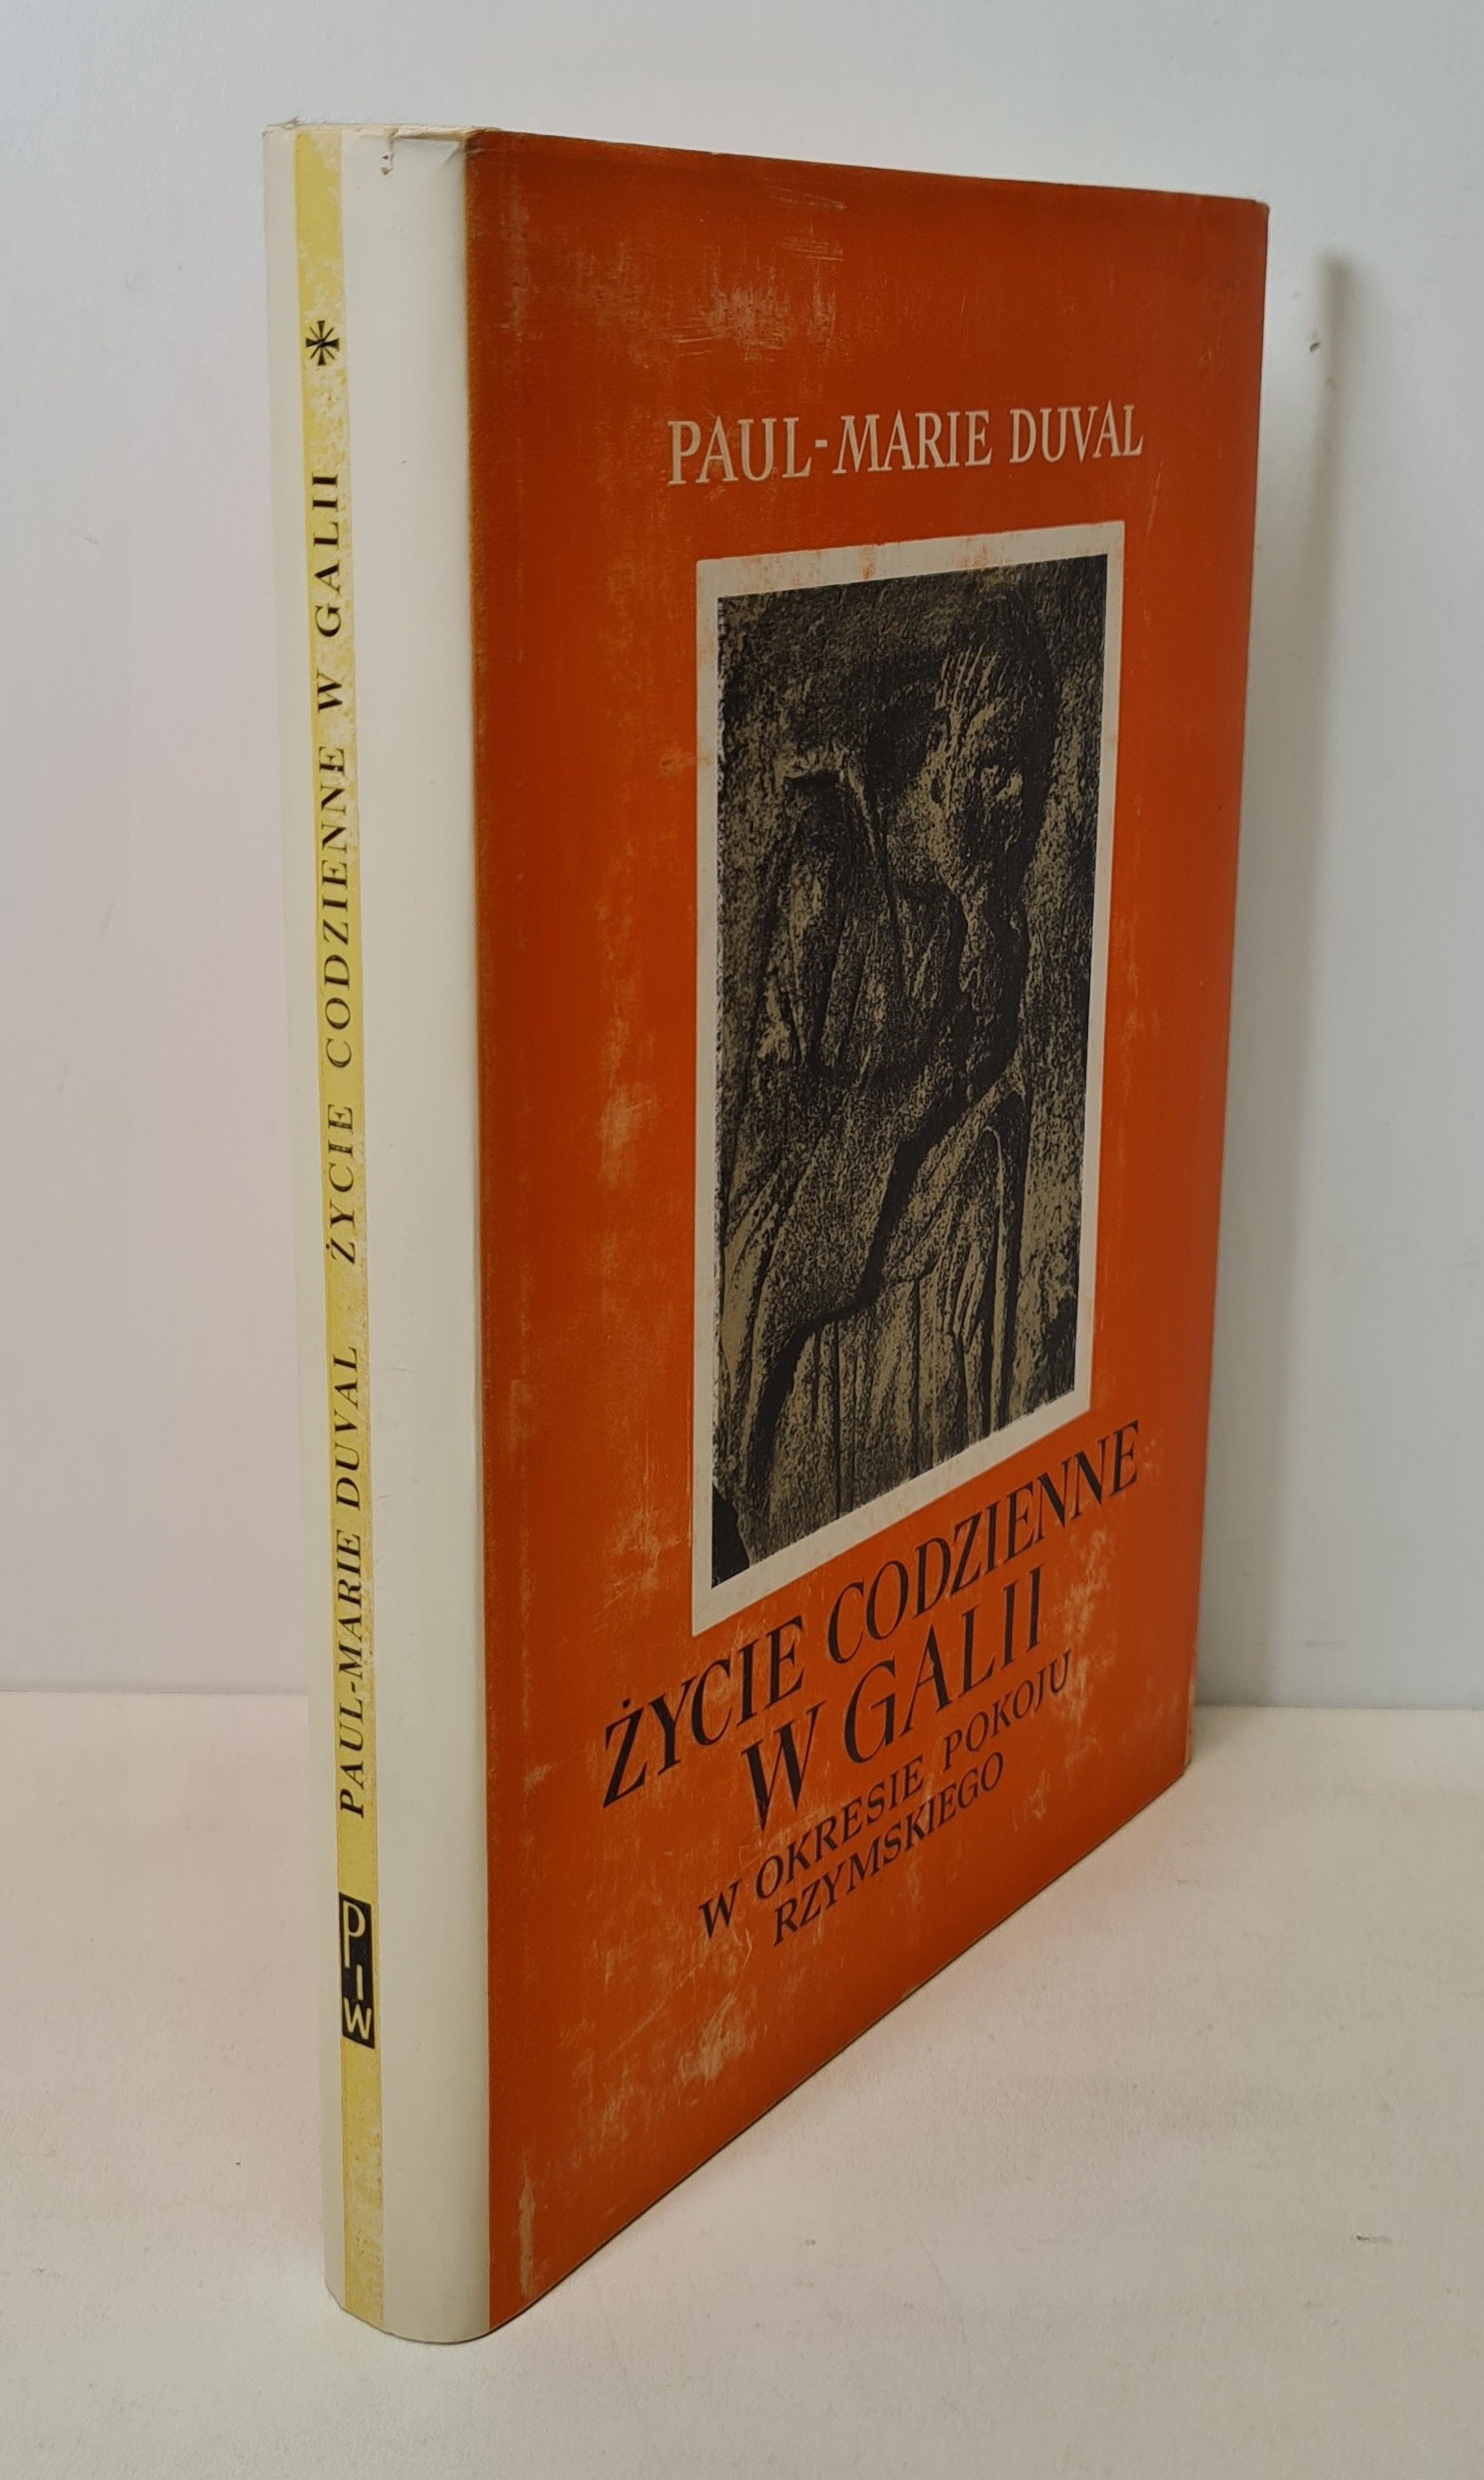 PAUL-MARIE DUVAL ŻYCIE CODZIENNE W GALII *
PIW
PAUL-MARIE DUVAL
ŻYCIE CODZIENNE
W GALII
W OKRESIE POKOJU
RZYMSKIEGO